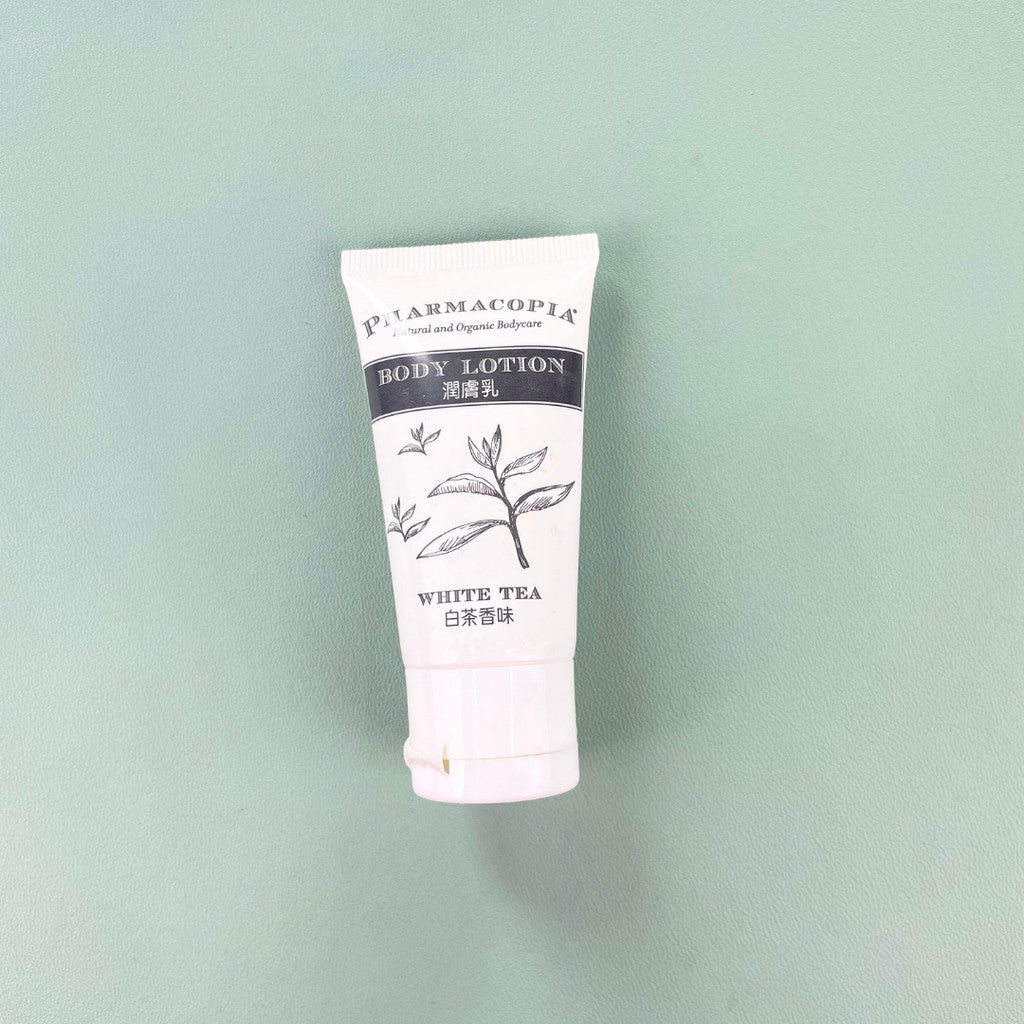 PHARMACOPIA®
Natural and Organic Bodycare
BODY LOTION
潤膚乳
WHITE TEA
白茶香味